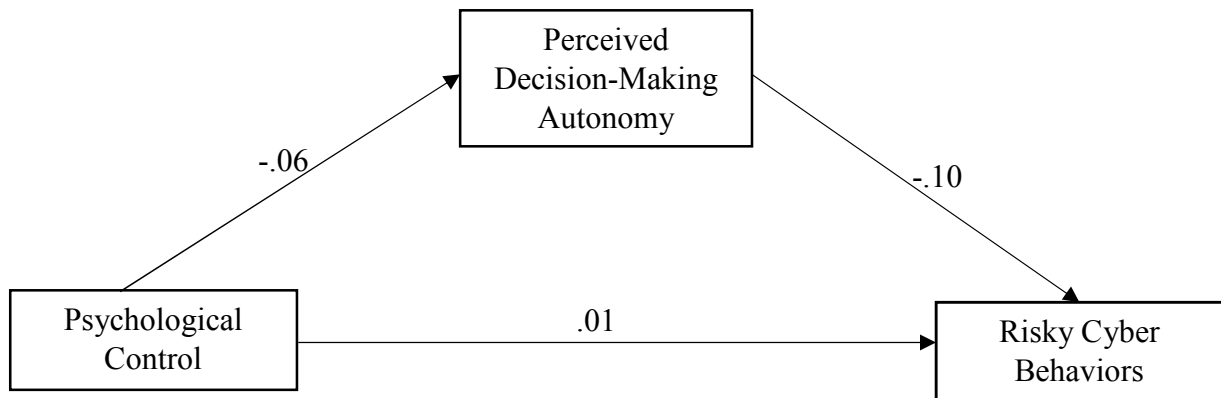 Perceived
Decision-Making
Autonomy
-.06
-.10
Psychological
Control
.01
Risky Cyber
Behaviors